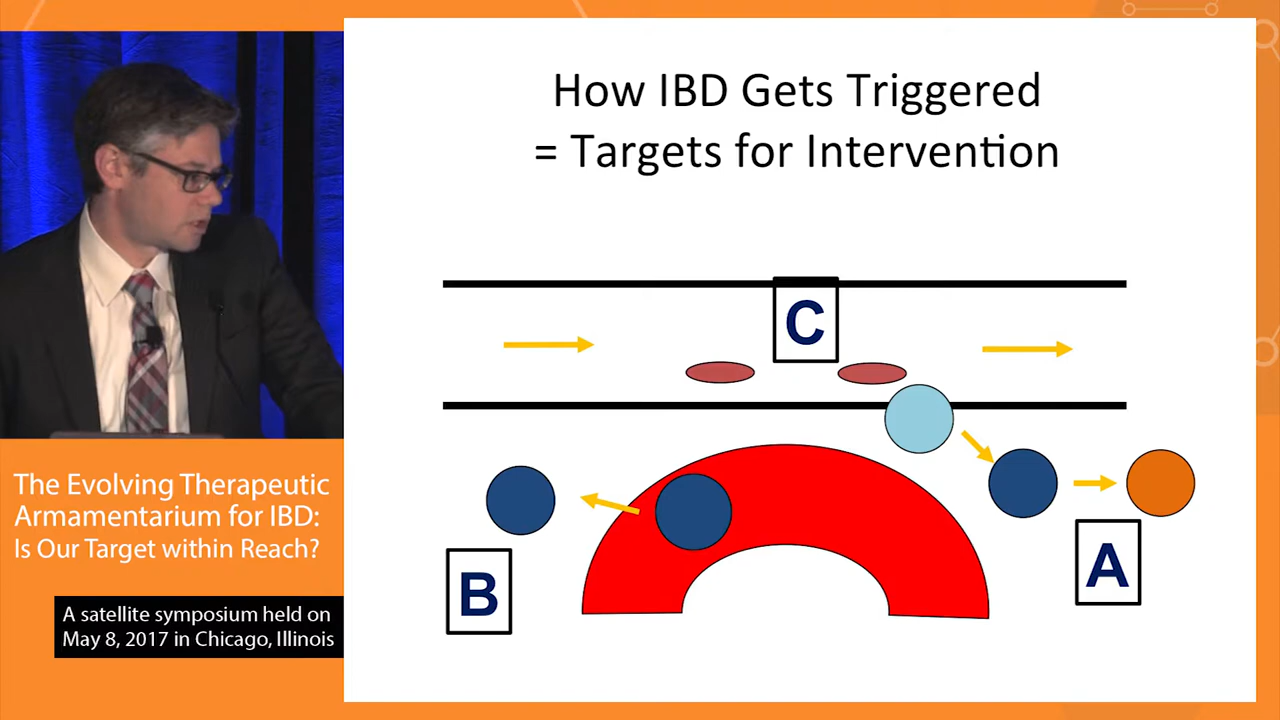 How IBD Gets Triggered
= Targets for Intervention
C
B
A
The Evolving Therapeutic
Armamentarium for IBD:
Is Our Target within Reach?
A satellite symposium held on
May 8, 2017 in Chicago, Illinois